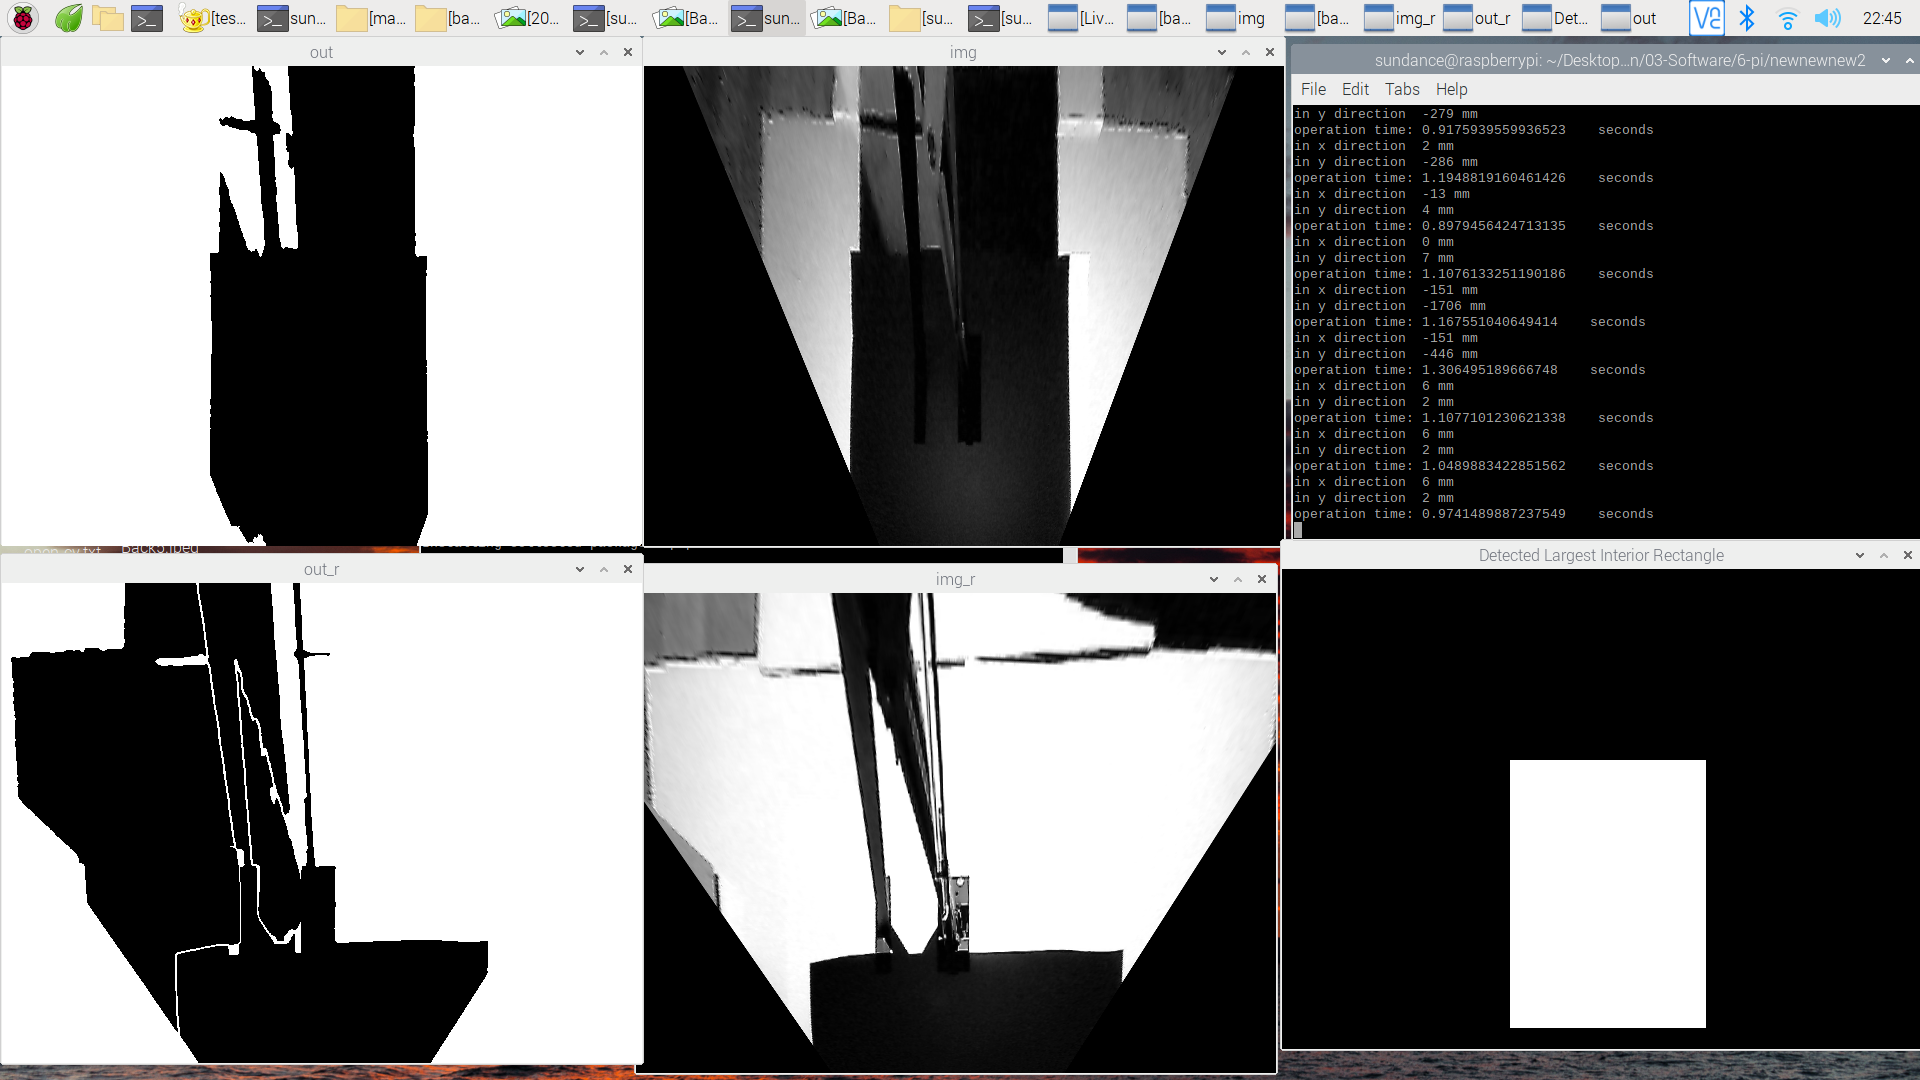 [tes...
sun...
[ma...
[ba...
[20...
[su...
[Ba...
sun...
[Ba...
[su...
[su...
[Liv...
[ba...
img
[ba...
img_r
out_r
Det...
out
22:45
out
img
sundance@raspberrypi: ~/Desktop...n/03-Software/6-pi/newnewnew2
File Edit Tabs Help
in y direction  -279 mm
operation time: 0.9175939559936523    seconds
in x direction  2 mm
in y direction  -286 mm
operation time: 1.1948819160461426    seconds
in x direction  -13 mm
in y direction  4 mm
operation time: 0.8979456424713135    seconds
in x direction  0 mm
in y direction  7 mm
operation time: 1.1076133251190186    seconds
in x direction  -151 mm
in y direction  -1706 mm
operation time: 1.167551040649414    seconds
in x direction  -151 mm
in y direction  -446 mm
operation time: 1.306495189666748    seconds
in x direction  6 mm
in y direction  2 mm
operation time: 1.1077101230621338    seconds
in x direction  6 mm
in y direction  2 mm
operation time: 1.0489883422851562    seconds
in x direction  6 mm
in y direction  2 mm
operation time: 0.9741489887237549    seconds
Back5.jpeg
out_r
img_r
Detected Largest Interior Rectangle